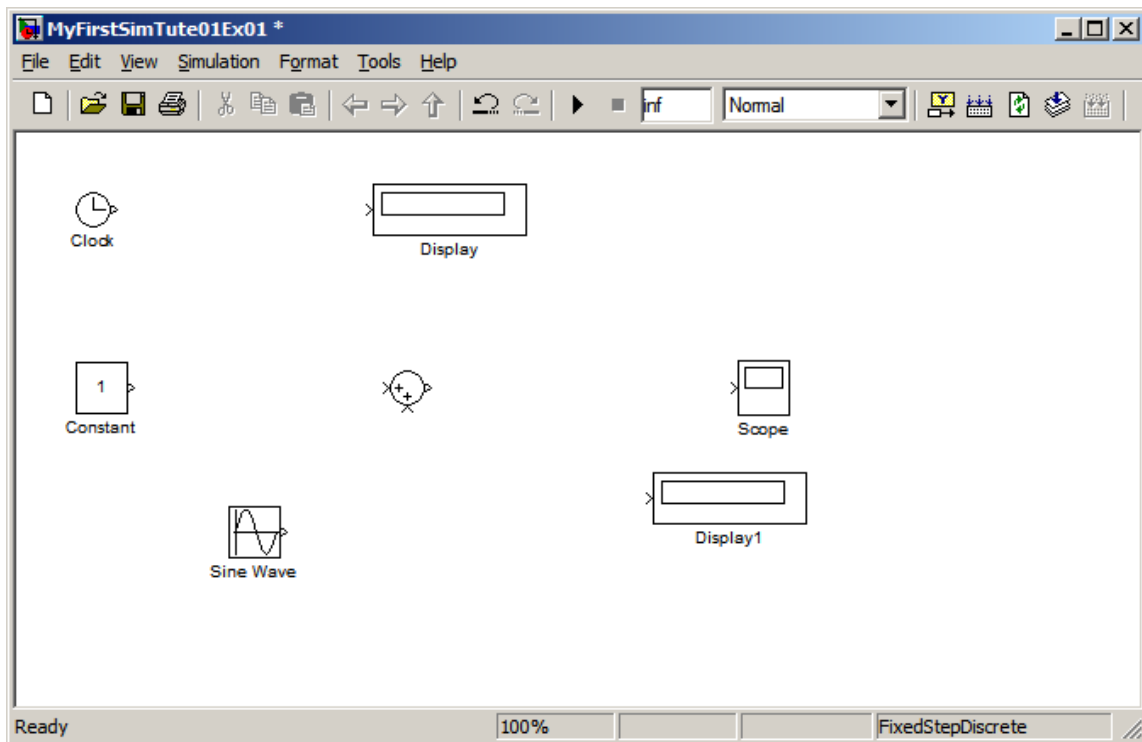 MyFirstSimTute01Ex01 *
File Edit View Simulation Format Tools Help
inf Normal
Clock
Display
1
Constant
Scope
Sine Wave
Display1
Ready 100% FixedStepDiscrete